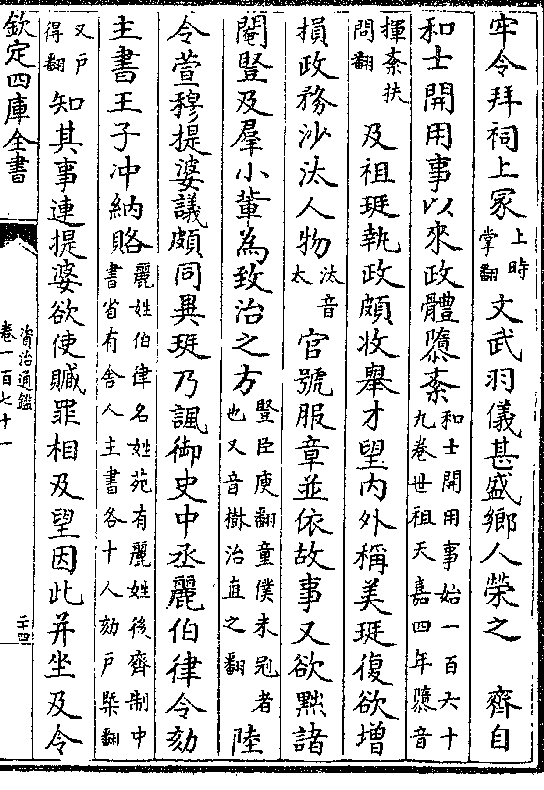 牢令拜祠上冢上時掌翻文武羽儀甚盛鄉人榮之　齊自
和士開用事以來政體隳紊和士開用事始一百六十九卷世祖天嘉四年隳音
揮紊扶問翻及祖珽執政頗收舉才望内外稱美珽復欲增
損政務沙汰人物汰音太官號服章並依故事又欲黜諸
閹豎及羣小輩為致治之方豎臣庾翻童僕未冠者也又音樹治直之翻陸
令萱穆提婆議頗同異珽乃諷御史中丞麗伯律令劾
主書王子沖納賂麗姓伯律名姓苑有麗姓後齊制中書省有舍人主書各十人劾户槩翻
又户得翻知其事連提婆欲使贓罪相及望因此并坐及令
欽定四庫全書
資治通鑑
卷一百七十一
二十四